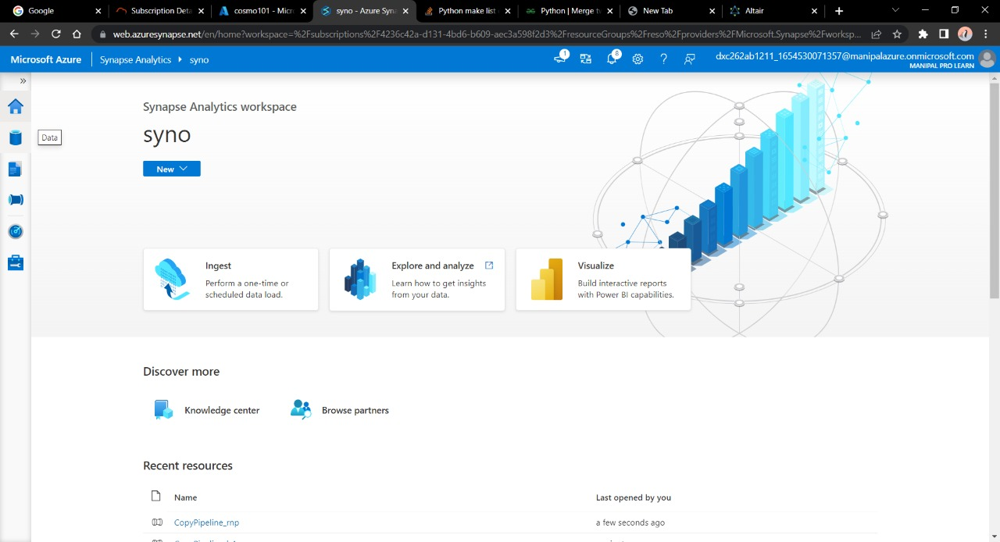 Google
Subscription Deta
cosmo101 - Micr
syno - Azure Syna
Python make list
Python | Merge tw
New Tab
Altair
web.azuresynapse.net/en/home?workspace=%2Fsubscriptions%2F4236c42a-d131-4bd6-b609-aec3a598f2d3%2FresourceGroups%2Freso%2Fproviders%2FMicrosoft.Synapse%2Fworksp...
Microsoft Azure
Synapse Analytics
syno
1
8
dxc262ab1211_1654530071357@manipalazure.onmicrosoft.com
MANIPAL PRO LEARN
Data
Synapse Analytics workspace
syno
New
Ingest
Perform a one-time or
scheduled data load.
Explore and analyze
Learn how to get insights
from your data.
Visualize
Build interactive reports
with Power BI capabilities.
Discover more
Knowledge center
Browse partners
Recent resources
Name
Last opened by you
CopyPipeline_rnp
a few seconds ago